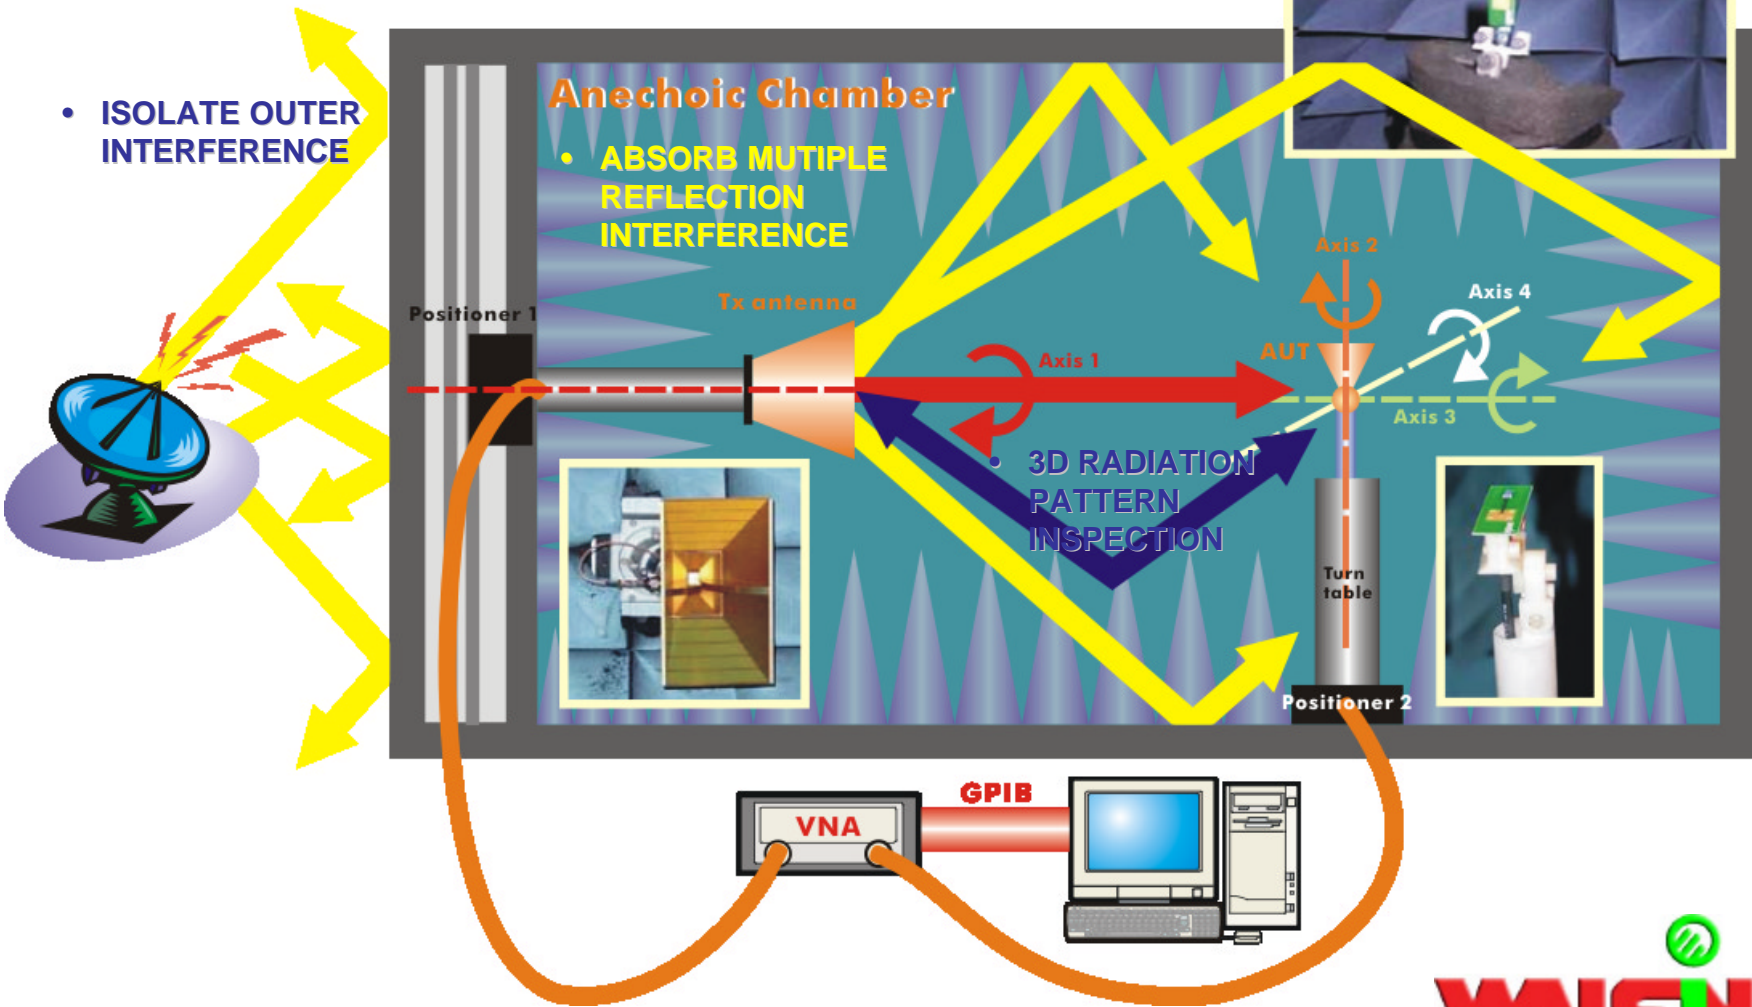 • ISOLATE OUTER
INTERFERENCE
Anechoic Chamber
• ABSORB MUTIPLE
REFLECTION
INTERFERENCE
Positioner 1
Tx antenna
Axis 1
Axis 2
Axis 4
AUT
Axis 3
• 3D RADIATION
PATTERN
INSPECTION
Turn
table
Positioner 2
GPIB
VNA